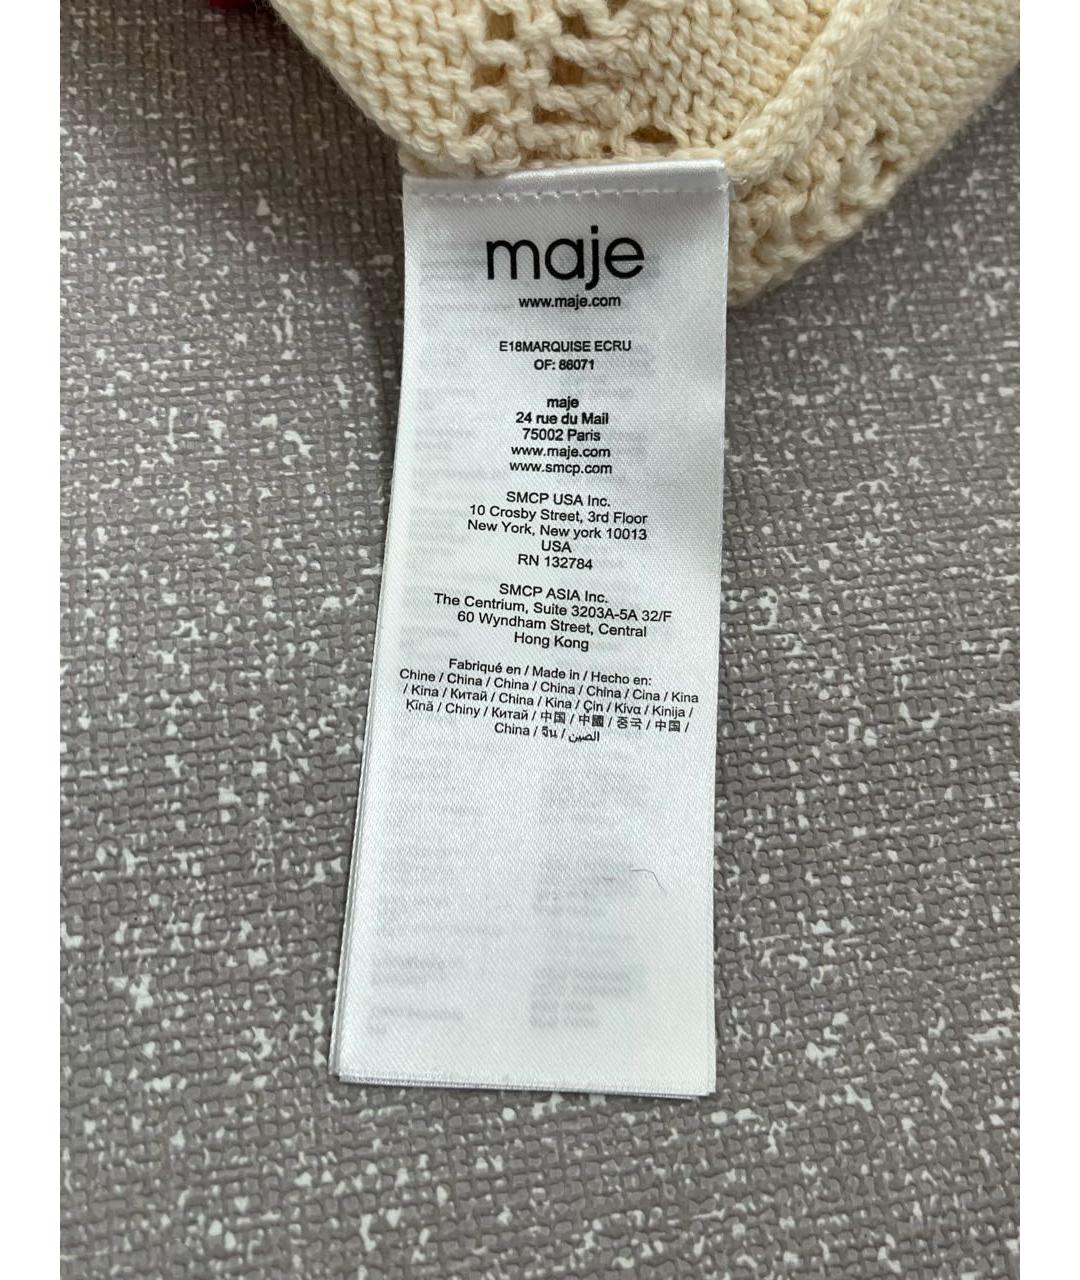 maje
www.maje.com
E18MARQUISE ECRU
OF: 86071
maje
24 rue du Mail
75002 Paris
www.maje.com
www.smcp.com
SMCP USA Inc.
10 Crosby Street, 3rd Floor
New York, New york 10013
USA
RN 132784
SMCP ASIA Inc.
The Centrium, Suite 3203A-5A 32/F
60 Wyndham Street, Central
Hong Kong
Fabriqué en / Made in / Hecho en:
Chine / China / China / China / China / Cina / Kina
/ Kina / Китай / China / Kina / Çin / Κίνα / Kinija /
Ķīnā / Chiny / Китай / 中国 / 中國 / 중국 / 中国 /
China / จีน / الصين